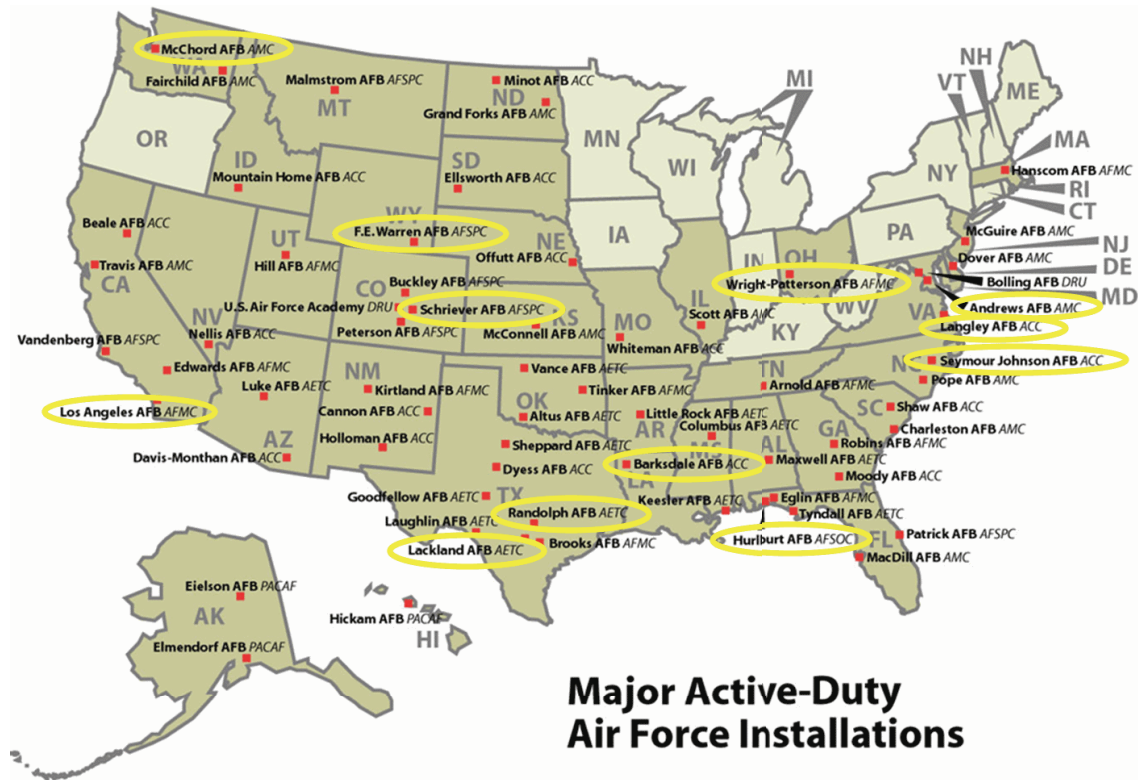 McChord AFB AMC
WA
Fairchild AFB AMC
Malmstrom AFB AFSPC
MT
Minot AFB ACC
ND
Grand Forks AFB AMC
MN
MI
WI
VT
NH
ME
MA
NY
Hanscom AFB AFMC
RI
CT
OR
ID
Mountain Home AFB ACC
SD
Ellsworth AFB ACC
WY
F.E.Warren AFB AFSPC
NE
Offutt AFB ACC
IA
Beale AFB ACC
Travis AFB AMC
CA
UT
Hill AFB AFMC
NV
Nellis AFB ACC
Buckley AFB AFSPC
CO
U.S.Air Force Academy DRU
Schriever AFB AFSPC
Peterson AFB AFSPC
KS
McConnell AFB AMC
MO
Whiteman AFB ACC
IL
Scott AFB AMC
IN
OH
Wright-Patterson AFB AFMC
KY
WV
PA
McGuire AFB AMC
NJ
Dover AFB AMC
DE
Bolling DRU
MD
VA
Andrews AFB AMC
Langley AFB ACC
Seymour Johnson AFB ACC
NC
Pope AFB AMC
Vandenberg AFB AFSPC
Edwards AFB AFMC
Los Angeles AFB AFMC
Luke AFB AETC
AZ
Davis-Monthan AFB ACC
NM
Kirtland AFB AFMC
Cannon AFB ACC
Holloman AFB ACC
Vance AFB AETC
Tinker AFB AFMC
OK
Altus AFB AETC
Sheppard AFB AETC
Dyess AFB ACC
Goodfellow AFB AETC
TX
Laughlin AFB AETC
Randolph AFB AETC
Lackland AFB AETC
Brooks AFB AFMC
Little Rock AFB AETC
AR
Columbus AFB AETC
MS
Barksdale AFB ACC
LA
Keesler AFB AETC
TN
Arnold AFB AFMC
AL
Maxwell AFB AETC
SC
Shaw AFB ACC
Charleston AFB AMC
GA
Robins AFB AFMC
Moody AFB ACC
Eglin AFB AFMC
Tyndall AFB AETC
Hurlburt AFB AFSOC
FL
Patrick AFB AFSPC
MacDill AFB AMC
Eielson AFB PACAF
AK
Elmendorf AFB PACAF
Hickam AFB PACAF
HI
Major Active-Duty
Air Force Installations